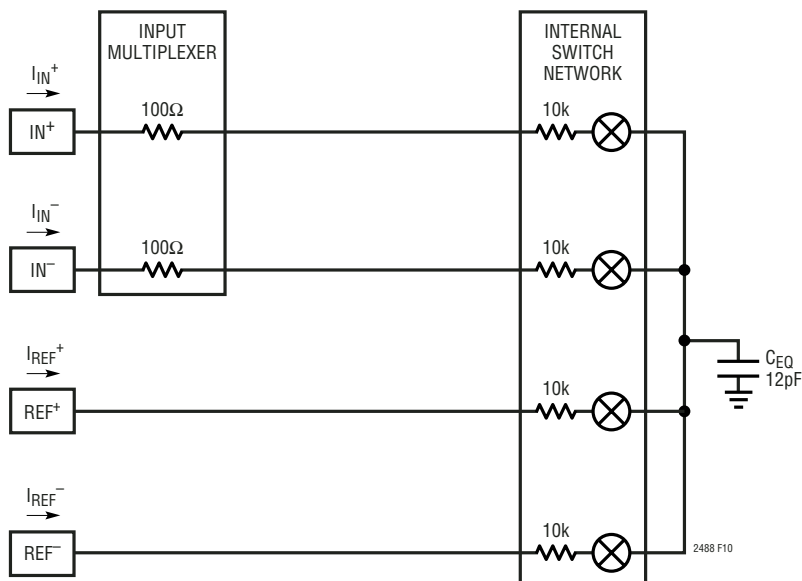 INPUT
MULTIPLEXER
INTERNAL
SWITCH
NETWORK
IIN+
IN+
100Ω
10k
IIN–
IN–
100Ω
10k
IREF+
REF+
10k
CEQ
12pF
IREF–
REF–
10k
2488 F10